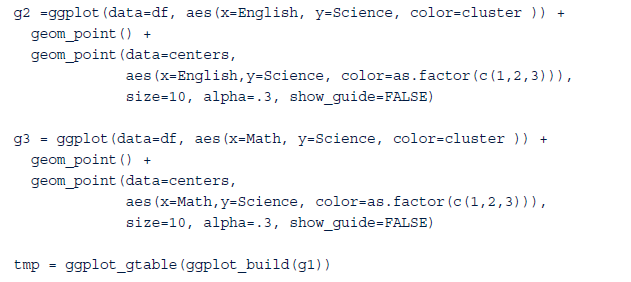 g2 =ggplot(data=df, aes(x=English, y=Science, color=cluster )) +
  geom_point() +
  geom_point(data=centers,
             aes(x=English,y=Science, color=as.factor(c(1,2,3))),
             size=10, alpha=.3, show_guide=FALSE)
g3 = ggplot(data=df, aes(x=Math, y=Science, color=cluster )) +
  geom_point() +
  geom_point(data=centers,
             aes(x=Math,y=Science, color=as.factor(c(1,2,3))),
             size=10, alpha=.3, show_guide=FALSE)
tmp = ggplot_gtable(ggplot_build(g1))